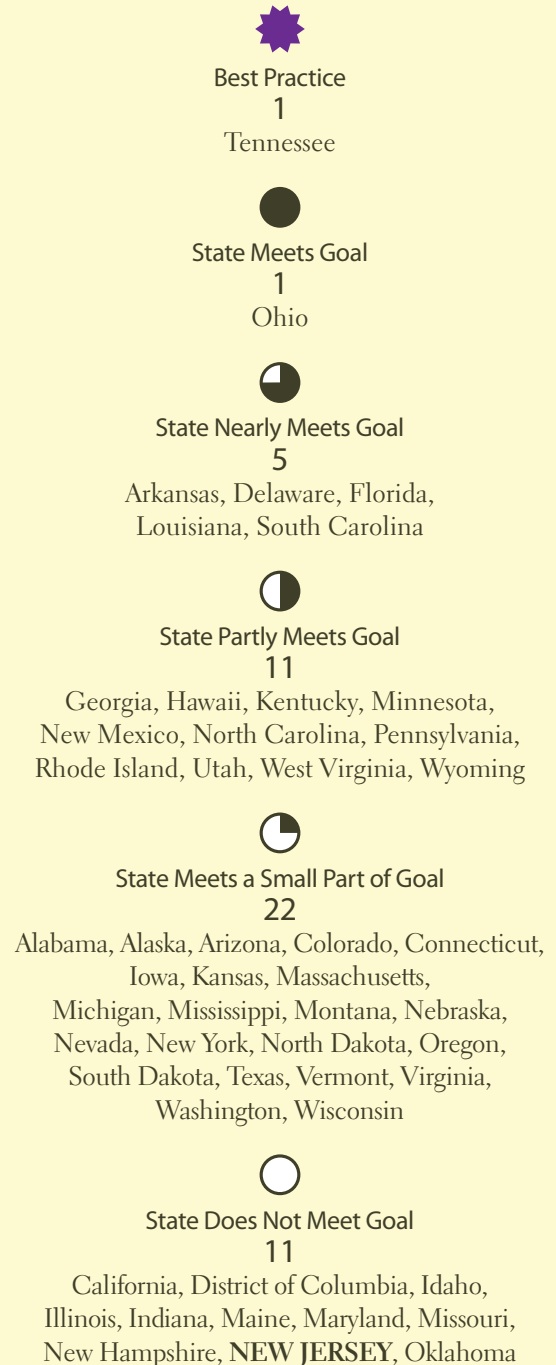 Best Practice
1
Tennessee
State Meets Goal
1
Ohio
State Nearly Meets Goal
5
Arkansas, Delaware, Florida,
Louisiana, South Carolina
State Partly Meets Goal
11
Georgia, Hawaii, Kentucky, Minnesota,
New Mexico, North Carolina, Pennsylvania,
Rhode Island, Utah, West Virginia, Wyoming
State Meets a Small Part of Goal
22
Alabama, Alaska, Arizona, Colorado, Connecticut,
Iowa, Kansas, Massachusetts,
Michigan, Mississippi, Montana, Nebraska,
Nevada, New York, North Dakota, Oregon,
South Dakota, Texas, Vermont, Virginia,
Washington, Wisconsin
State Does Not Meet Goal
11
California, District of Columbia, Idaho,
Illinois, Indiana, Maine, Maryland, Missouri,
New Hampshire, NEW JERSEY, Oklahoma